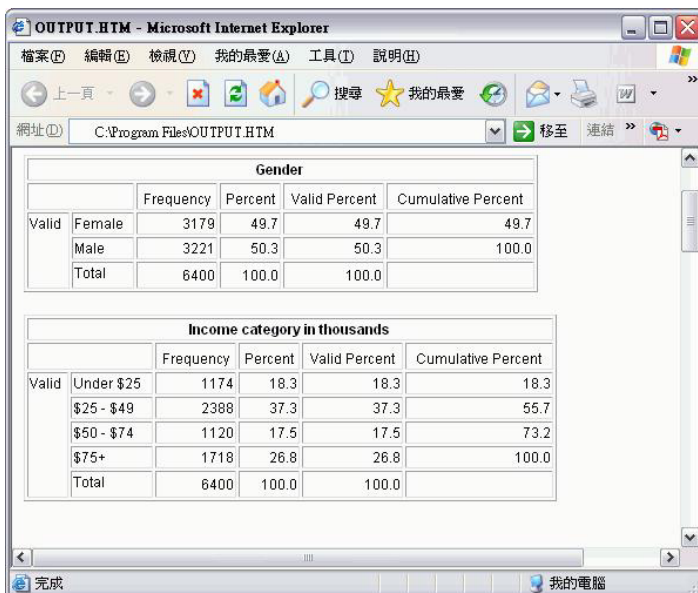 OUTPUT.HTM - Microsoft Internet Explorer
檔案(F) 編輯(E) 檢視(V) 我的最愛(A) 工具(T) 說明(H)
上一頁 搜尋 我的最愛
網址(D) C:\Program Files\OUTPUT.HTM 移至 連結 »
Gender
Frequency Percent Valid Percent Cumulative Percent
Valid Female 3179 49.7 49.7 49.7
Male 3221 50.3 50.3 100.0
Total 6400 100.0 100.0
Income category in thousands
Frequency Percent Valid Percent Cumulative Percent
Valid Under $25 1174 18.3 18.3 18.3
$25 - $49 2388 37.3 37.3 55.7
$50 - $74 1120 17.5 17.5 73.2
$75+ 1718 26.8 26.8 100.0
Total 6400 100.0 100.0
完成 我的電腦